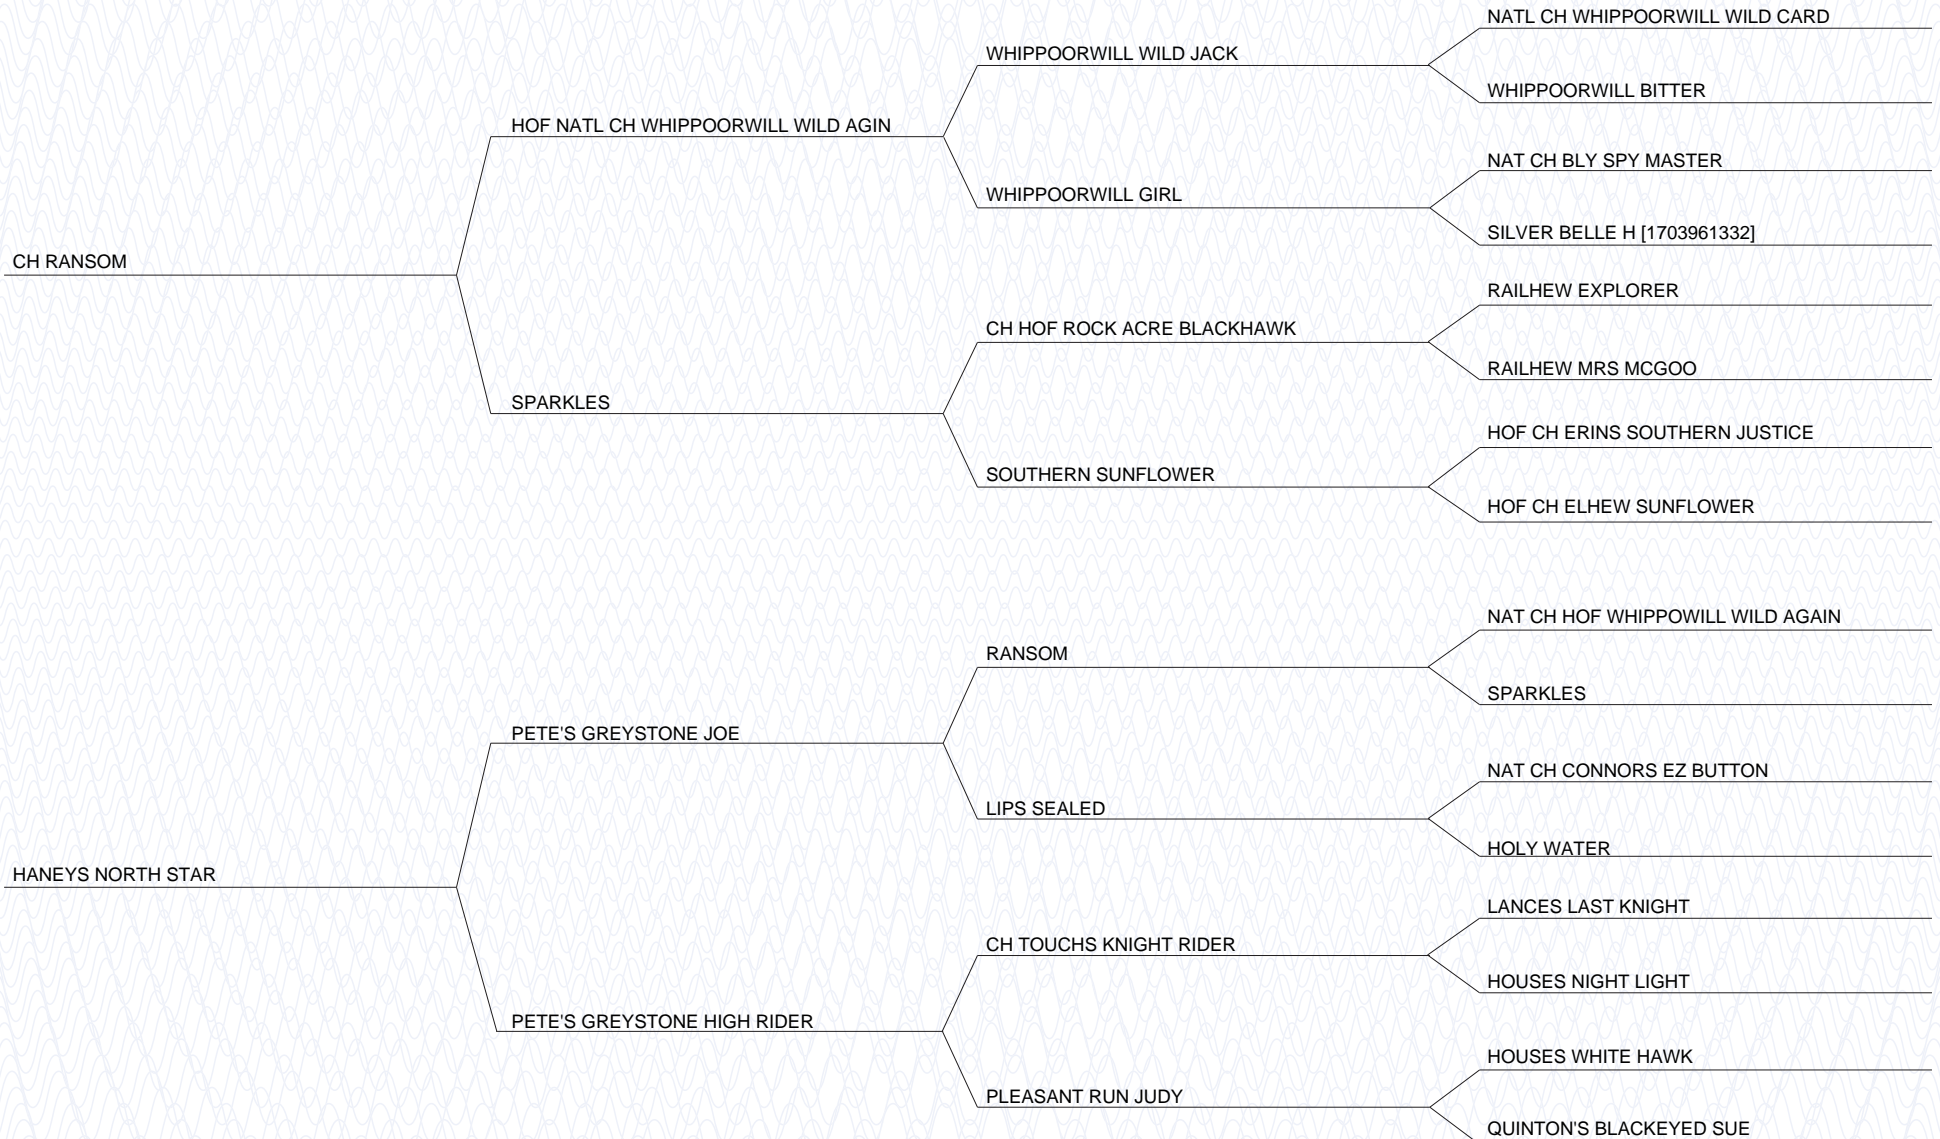 NATL CH WHIPPOORWILL WILD CARD
WHIPPOORWILL WILD JACK
WHIPPOORWILL BITTER
HOF NATL CH WHIPPOORWILL WILD AGIN
NAT CH BLY SPY MASTER
WHIPPOORWILL GIRL
SILVER BELLE H [1703961332]
CH RANSOM
RAILHEW EXPLORER
CH HOF ROCK ACRE BLACKHAWK
RAILHEW MRS MCGOO
SPARKLES
HOF CH ERINS SOUTHERN JUSTICE
SOUTHERN SUNFLOWER
HOF CH ELHEW SUNFLOWER
NAT CH HOF WHIPPOWILL WILD AGAIN
RANSOM
SPARKLES
PETE'S GREYSTONE JOE
NAT CH CONNORS EZ BUTTON
LIPS SEALED
HOLY WATER
HANEYS NORTH STAR
LANCES LAST KNIGHT
CH TOUCHS KNIGHT RIDER
HOUSES NIGHT LIGHT
PETE'S GREYSTONE HIGH RIDER
HOUSES WHITE HAWK
PLEASANT RUN JUDY
QUINTON'S BLACKEYED SUE